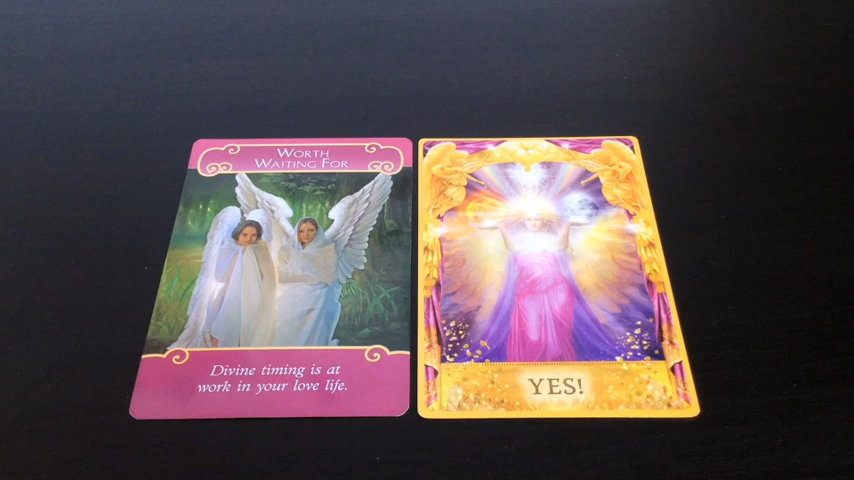 WORTH
WAITING FOR
Divine timing is at
work in your love life.
YES!